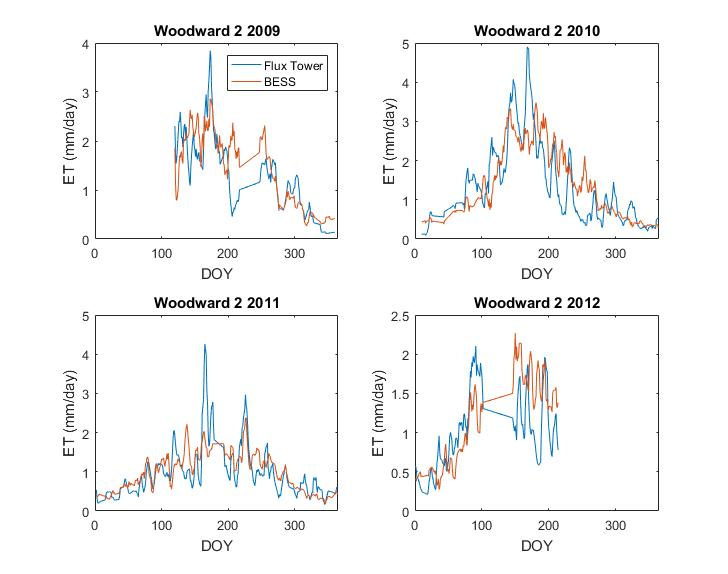 Woodward 2 2009
4
3
2
1
0
ET (mm/day)
0
100
200
300
DOY
Flux Tower
BESS
Woodward 2 2010
5
4
3
2
1
0
ET (mm/day)
0
100
200
300
DOY
Woodward 2 2011
5
4
3
2
1
0
ET (mm/day)
0
100
200
300
DOY
Woodward 2 2012
2.5
2
1.5
1
0.5
0
ET (mm/day)
0
100
200
300
DOY